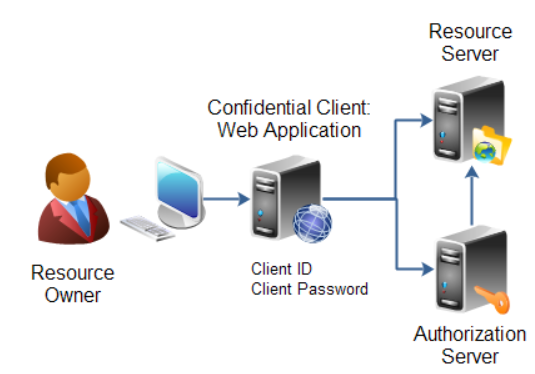 Resource
Server
Confidential Client:
Web Application
Client ID
Client Password
Resource
Owner
Authorization
Server